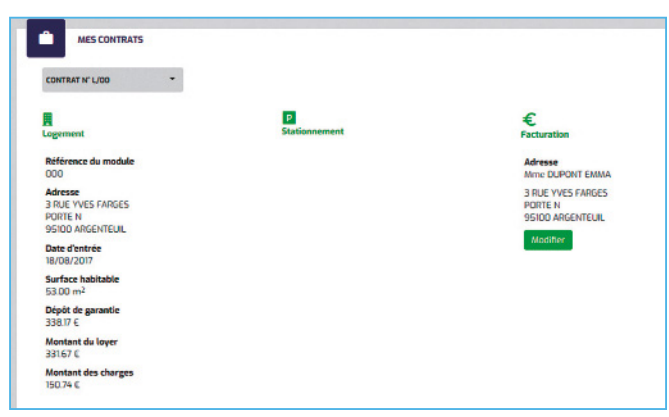 MES CONTRATS
CONTRAT N° L/00
Logement
Référence du module
000
Adresse
3 RUE YVES FARGES
PORTE N
95100 ARGENTEUIL
Date d'entrée
18/08/2017
Surface habitable
53.00 m²
Dépôt de garantie
338.17 €
Montant du loyer
331.67 €
Montant des charges
150.74 €
P
Stationnement
€
Facturation
Adresse
Mme DUPONT EMMA
3 RUE YVES FARGES
PORTE N
95100 ARGENTEUIL
Modifier